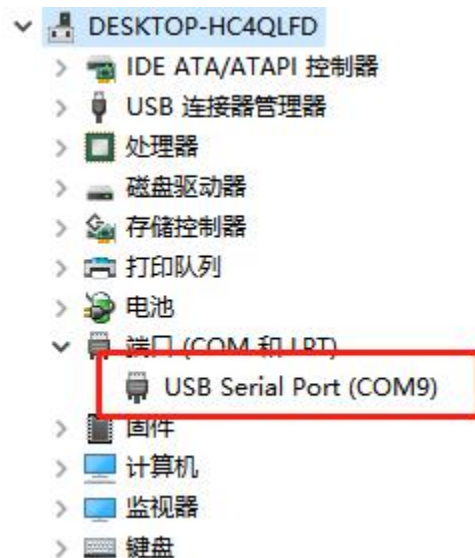 DESKTOP-HC4QLFD
IDE ATA/ATAPI 控制器
USB 连接器管理器
处理器
磁盘驱动器
存储控制器
打印队列
电池
端口 (COM 和 LPT)
USB Serial Port (COM9)
固件
计算机
监视器
键盘